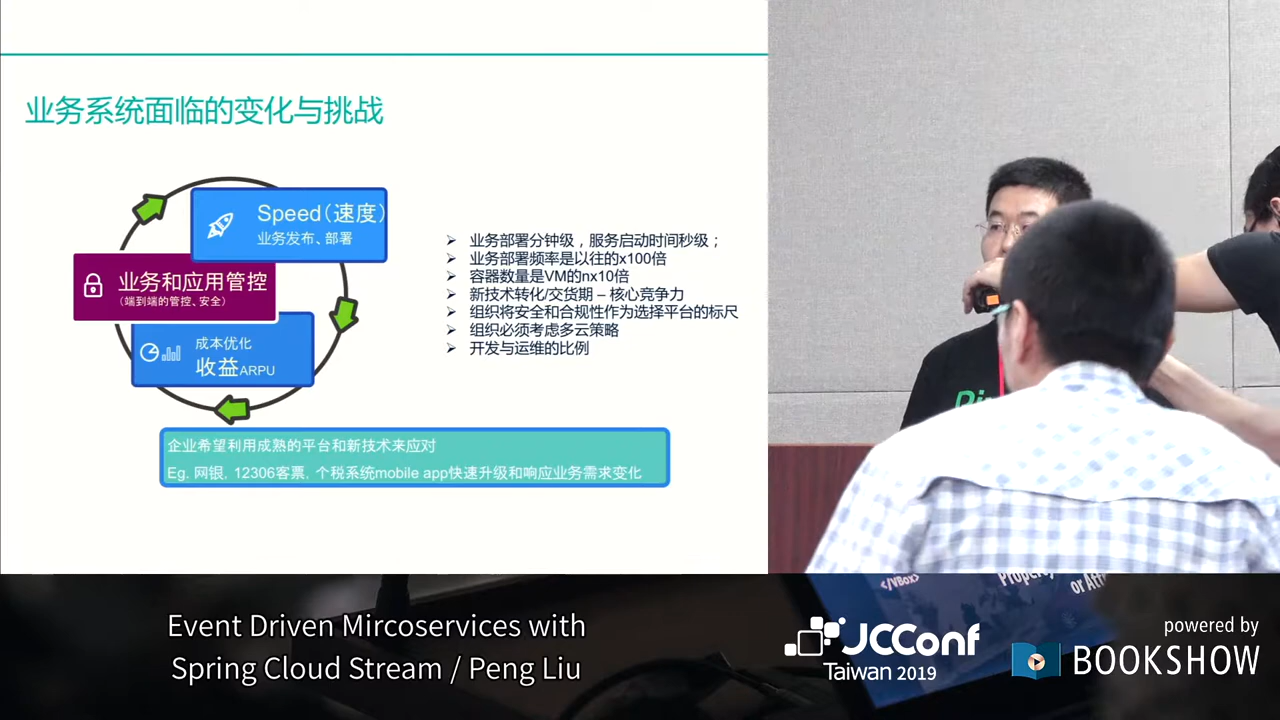 业务系统面临的变化与挑战
Speed（速度）
业务发布、部署
业务和应用管控
（端到端的管控、安全）
成本优化
收益ARPU
业务部署分钟级，服务启动时间秒级；
业务部署频率是以往的x100倍
容器数量是VM的nx10倍
新技术转化/交货期 – 核心竞争力
组织将安全和合规性作为选择平台的标尺
组织必须考虑多云策略
开发与运维的比例
企业希望利用成熟的平台和新技术来应对
Eg. 网银, 12306客票, 个税系统mobile app快速升级和响应业务需求变化
</VBox>
or
Event Driven Mircoservices with
Spring Cloud Stream / Peng Liu
JCConf
Taiwan 2019
powered by
BOOKSHOW